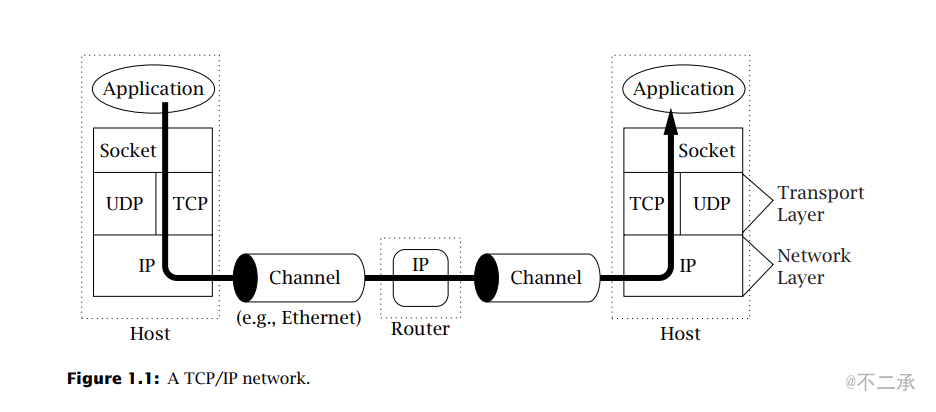 Application
Socket
UDP
TCP
IP
Host
Channel
(e.g., Ethernet)
IP
Router
Channel
Application
Socket
TCP
UDP
IP
Host
Transport
Layer
Network
Layer
Figure 1.1: A TCP/IP network.
@不二承